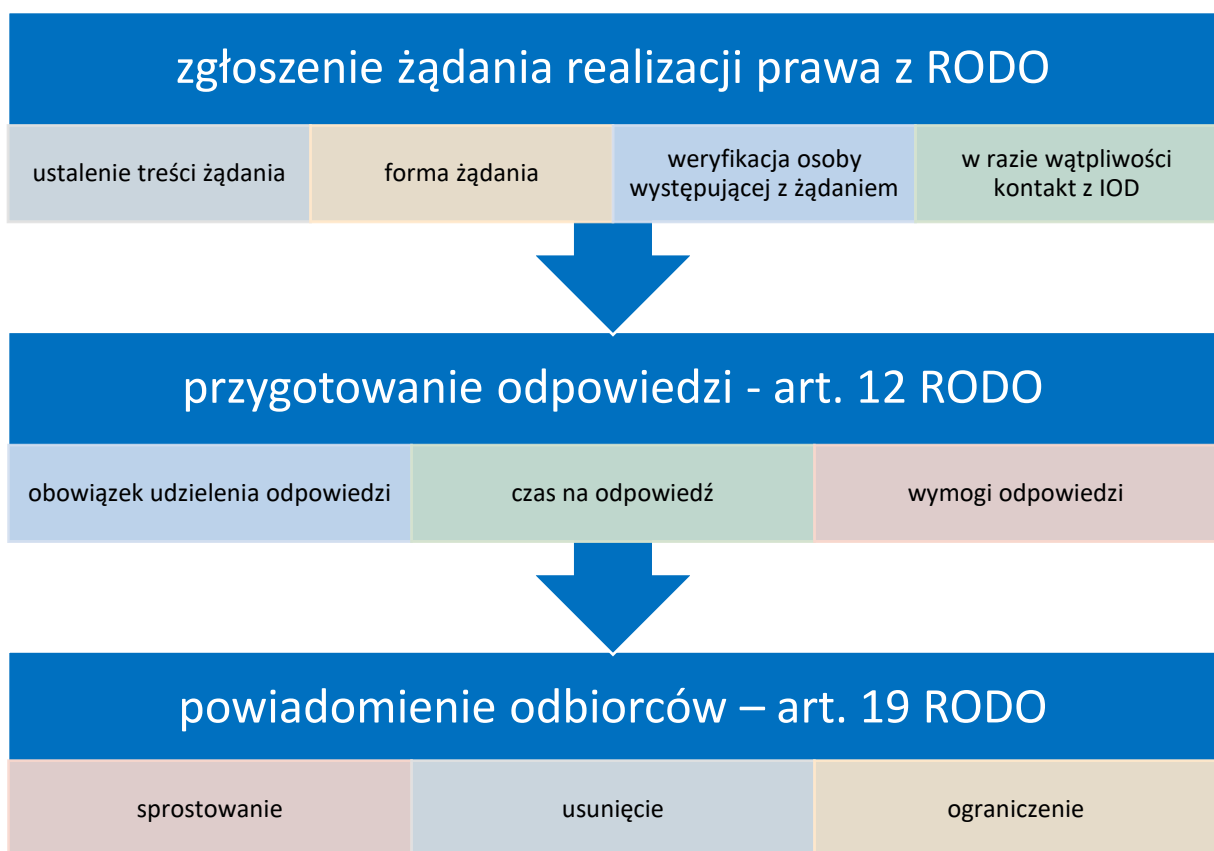 zgłoszenie żądania realizacji prawa z RODO
ustalenie treści żądania
forma żądania
weryfikacja osoby
występującej z żądaniem
w razie wątpliwości
kontakt z IOD
przygotowanie odpowiedzi - art. 12 RODO
obowiązek udzielenia odpowiedzi
czas na odpowiedź
wymogi odpowiedzi
powiadomienie odbiorców – art. 19 RODO
sprostowanie
usunięcie
ograniczenie